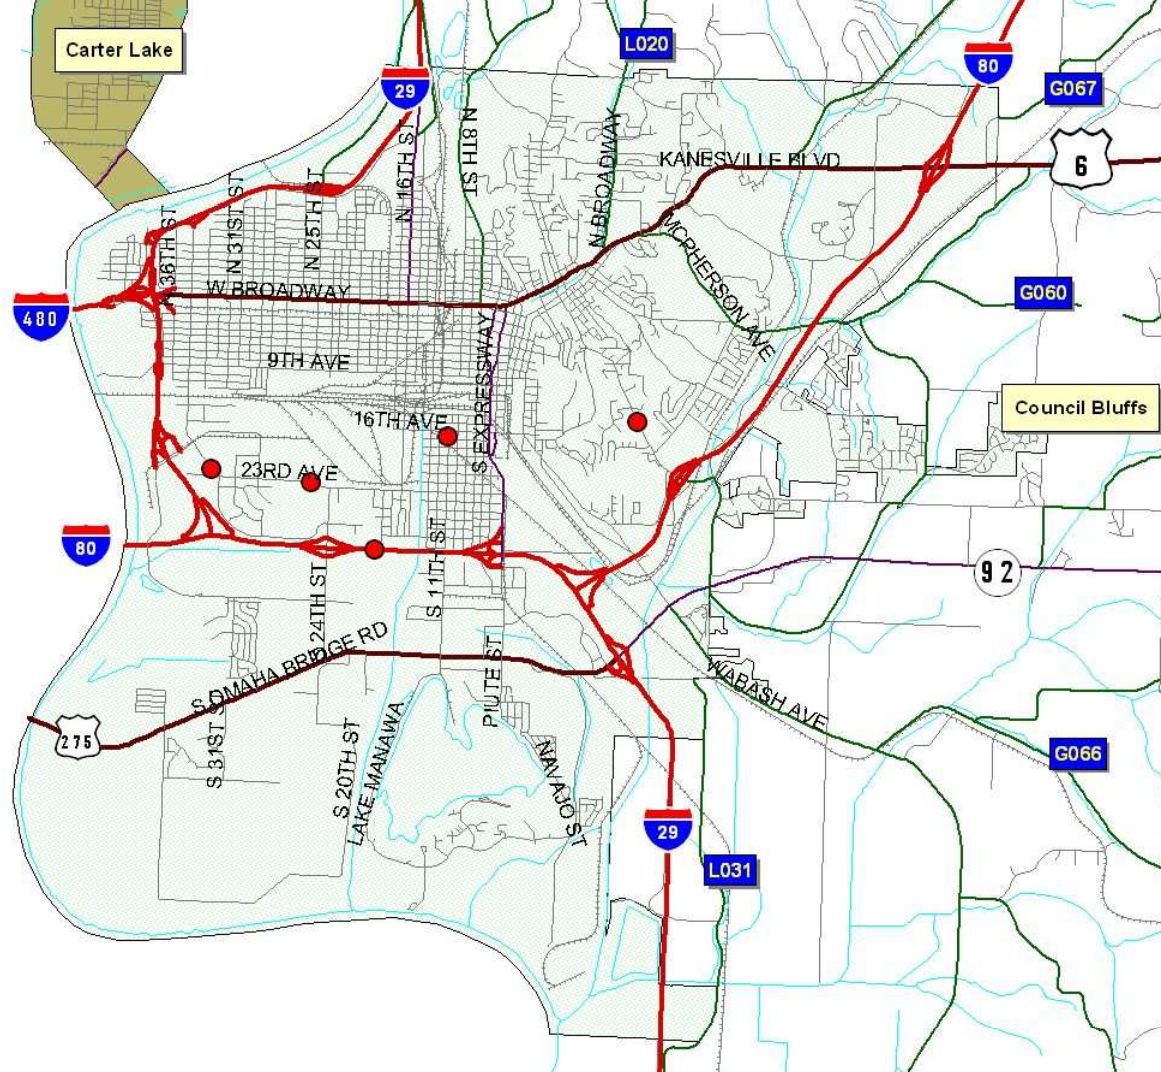 Carter Lake
L020
80
29
G067
N 8TH ST
N BROADWAY
N 16TH ST
KANESVILLE BLVD
6
N 31ST ST
N 25TH ST
N 36TH ST
MCPHERSON AVE
W BROADWAY
G060
480
9TH AVE
S EXPRESSWAY
Council Bluffs
16TH AVE
23RD AVE
80
S 11TH ST
92
S 24TH ST
S OMAHA BRIDGE RD
PIUTE ST
WABASH AVE
275
S 31ST S
S 20TH ST
LAKE MANAWA
NAVAJO ST
G066
29
L031